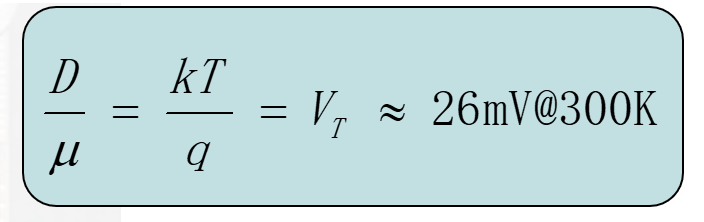 D/μ = kT/q = V_T ≈ 26mV@300K